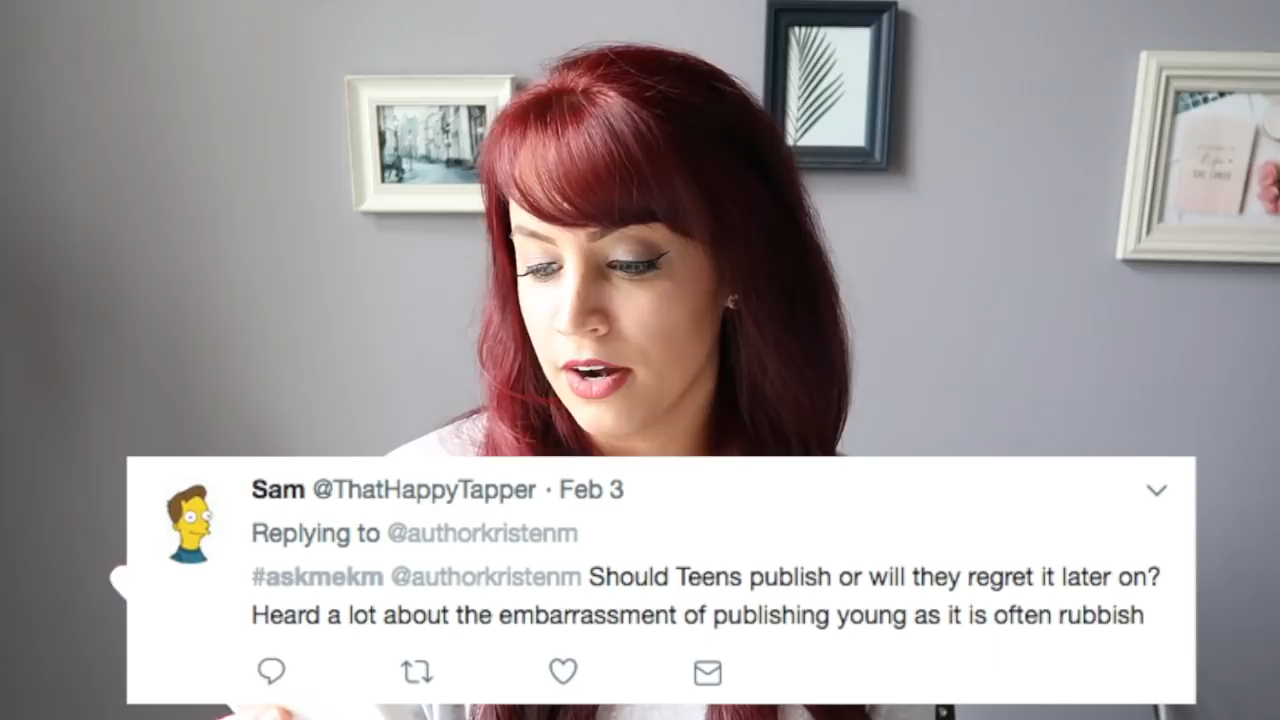 Sam @ThatHappyTapper · Feb 3
Replying to @authorkristenm
#askmekm @authorkristenm Should Teens publish or will they regret it later on?
Heard a lot about the embarrassment of publishing young as it is often rubbish